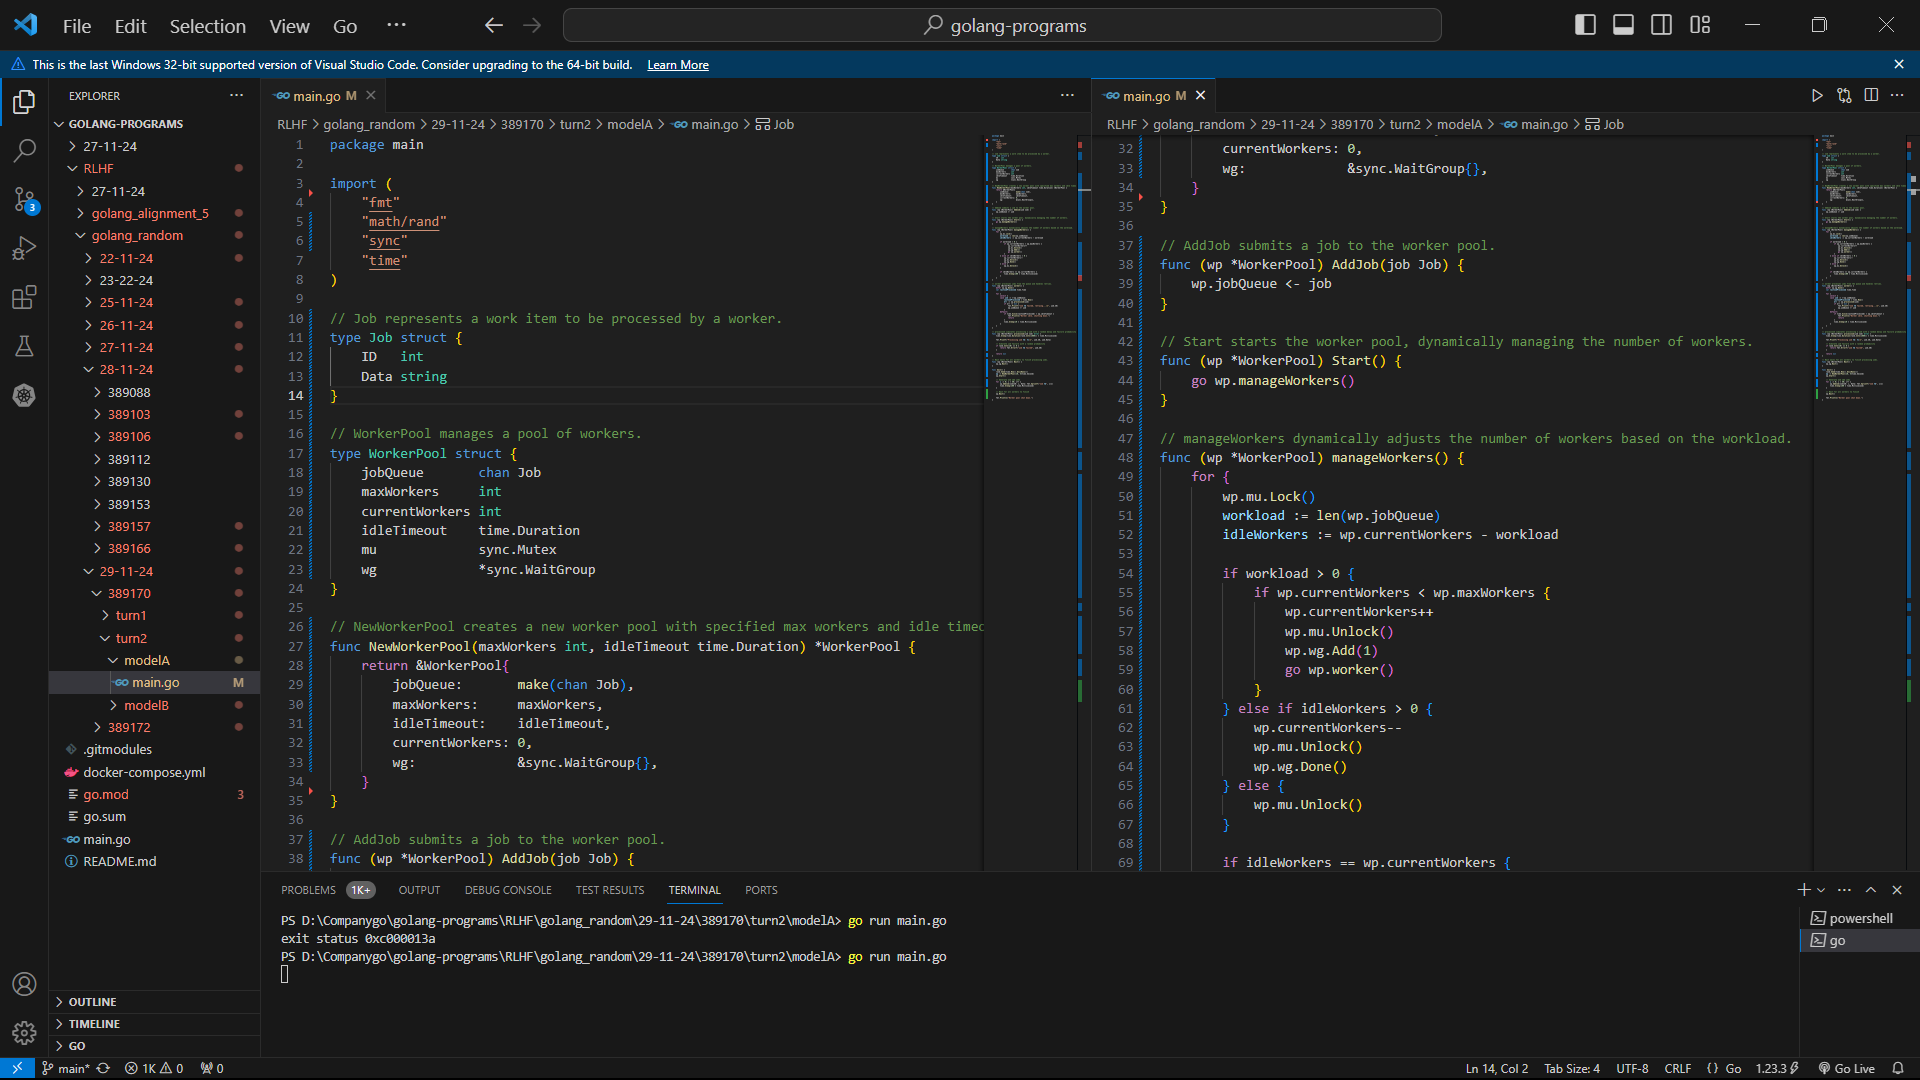 File Edit Selection View Go ···
golang-programs
This is the last Windows 32-bit supported version of Visual Studio Code. Consider upgrading to the 64-bit build. Learn More
EXPLORER
GOLANG-PROGRAMS
27-11-24
RLHF
27-11-24
golang_alignment_5
golang_random
22-11-24
23-22-24
25-11-24
26-11-24
27-11-24
28-11-24
389088
389103
389106
389112
389130
389153
389157
389166
29-11-24
389170
turn1
turn2
modelA
main.go M
modelB
389172
.gitmodules
docker-compose.yml
go.mod 3
go.sum
main.go
README.md
OUTLINE
TIMELINE
GO
main.go M
RLHF > golang_random > 29-11-24 > 389170 > turn2 > modelA > main.go > Job
1 package main
2
3 import (
4 "fmt"
5 "math/rand"
6 "sync"
7 "time"
8 )
9
10 // Job represents a work item to be processed by a worker.
11 type Job struct {
12 ID int
13 Data string
14 }
15
16 // WorkerPool manages a pool of workers.
17 type WorkerPool struct {
18 jobQueue chan Job
19 maxWorkers int
20 currentWorkers int
21 idleTimeout time.Duration
22 mu sync.Mutex
23 wg *sync.WaitGroup
24 }
25
26 // NewWorkerPool creates a new worker pool with specified max workers and idle timeo
27 func NewWorkerPool(maxWorkers int, idleTimeout time.Duration) *WorkerPool {
28 return &WorkerPool{
29 jobQueue: make(chan Job),
30 maxWorkers: maxWorkers,
31 idleTimeout: idleTimeout,
32 currentWorkers: 0,
33 wg: &sync.WaitGroup{},
34 }
35 }
36
37 // AddJob submits a job to the worker pool.
38 func (wp *WorkerPool) AddJob(job Job) {
main.go M
RLHF > golang_random > 29-11-24 > 389170 > turn2 > modelA > main.go > Job
32 currentWorkers: 0,
33 wg: &sync.WaitGroup{},
34 }
35 }
36
37 // AddJob submits a job to the worker pool.
38 func (wp *WorkerPool) AddJob(job Job) {
39 wp.jobQueue <- job
40 }
41
42 // Start starts the worker pool, dynamically managing the number of workers.
43 func (wp *WorkerPool) Start() {
44 go wp.manageWorkers()
45 }
46
47 // manageWorkers dynamically adjusts the number of workers based on the workload.
48 func (wp *WorkerPool) manageWorkers() {
49 for {
50 wp.mu.Lock()
51 workload := len(wp.jobQueue)
52 idleWorkers := wp.currentWorkers - workload
53
54 if workload > 0 {
55 if wp.currentWorkers < wp.maxWorkers {
56 wp.currentWorkers++
57 wp.mu.Unlock()
58 wp.wg.Add(1)
59 go wp.worker()
60 }
61 } else if idleWorkers > 0 {
62 wp.currentWorkers--
63 wp.mu.Unlock()
64 wp.wg.Done()
65 } else {
66 wp.mu.Unlock()
67 }
68
69 if idleWorkers == wp.currentWorkers {
PROBLEMS 1K+ OUTPUT DEBUG CONSOLE TEST RESULTS TERMINAL PORTS
PS D:\Companygo\golang-programs\RLHF\golang_random\29-11-24\389170\turn2\modelA> go run main.go
exit status 0xc000013a
PS D:\Companygo\golang-programs\RLHF\golang_random\29-11-24\389170\turn2\modelA> go run main.go
powershell
go
3
main* 1K 0 0 Ln 14, Col 2 Tab Size: 4 UTF-8 CRLF {} Go 1.23.3 Go Live